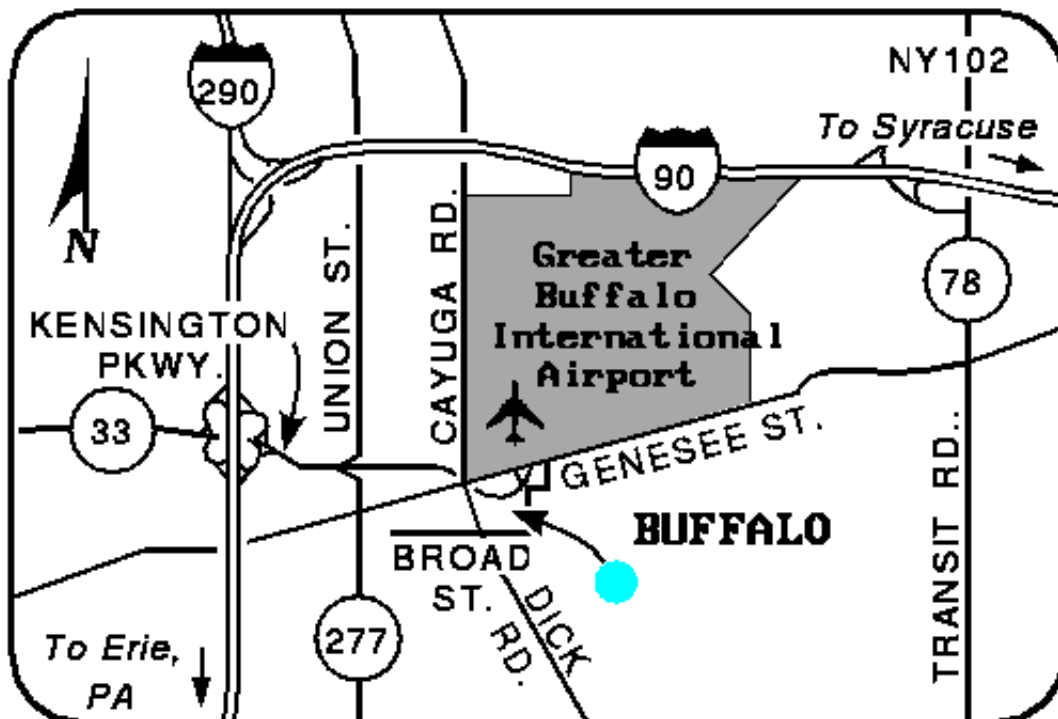 NY102
290
To Syracuse
90
N
UNION ST.
CAYUGA RD.
Greater
Buffalo
International
Airport
78
KENSINGTON
PKWY.
33
GENESEE ST.
TRANSIT RD.
BUFFALO
BROAD
ST.
DICK
RD.
277
To Erie,
PA